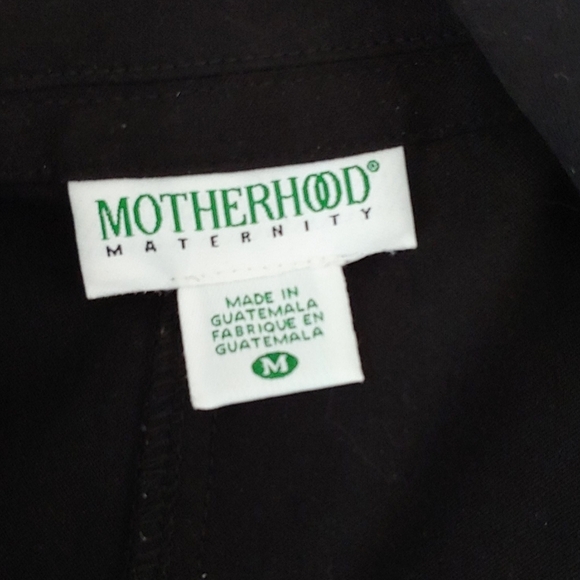 MOTHERHOOD®
MATERNITY
MADE IN
GUATEMALA
FABRIQUE EN
GUATEMALA
M